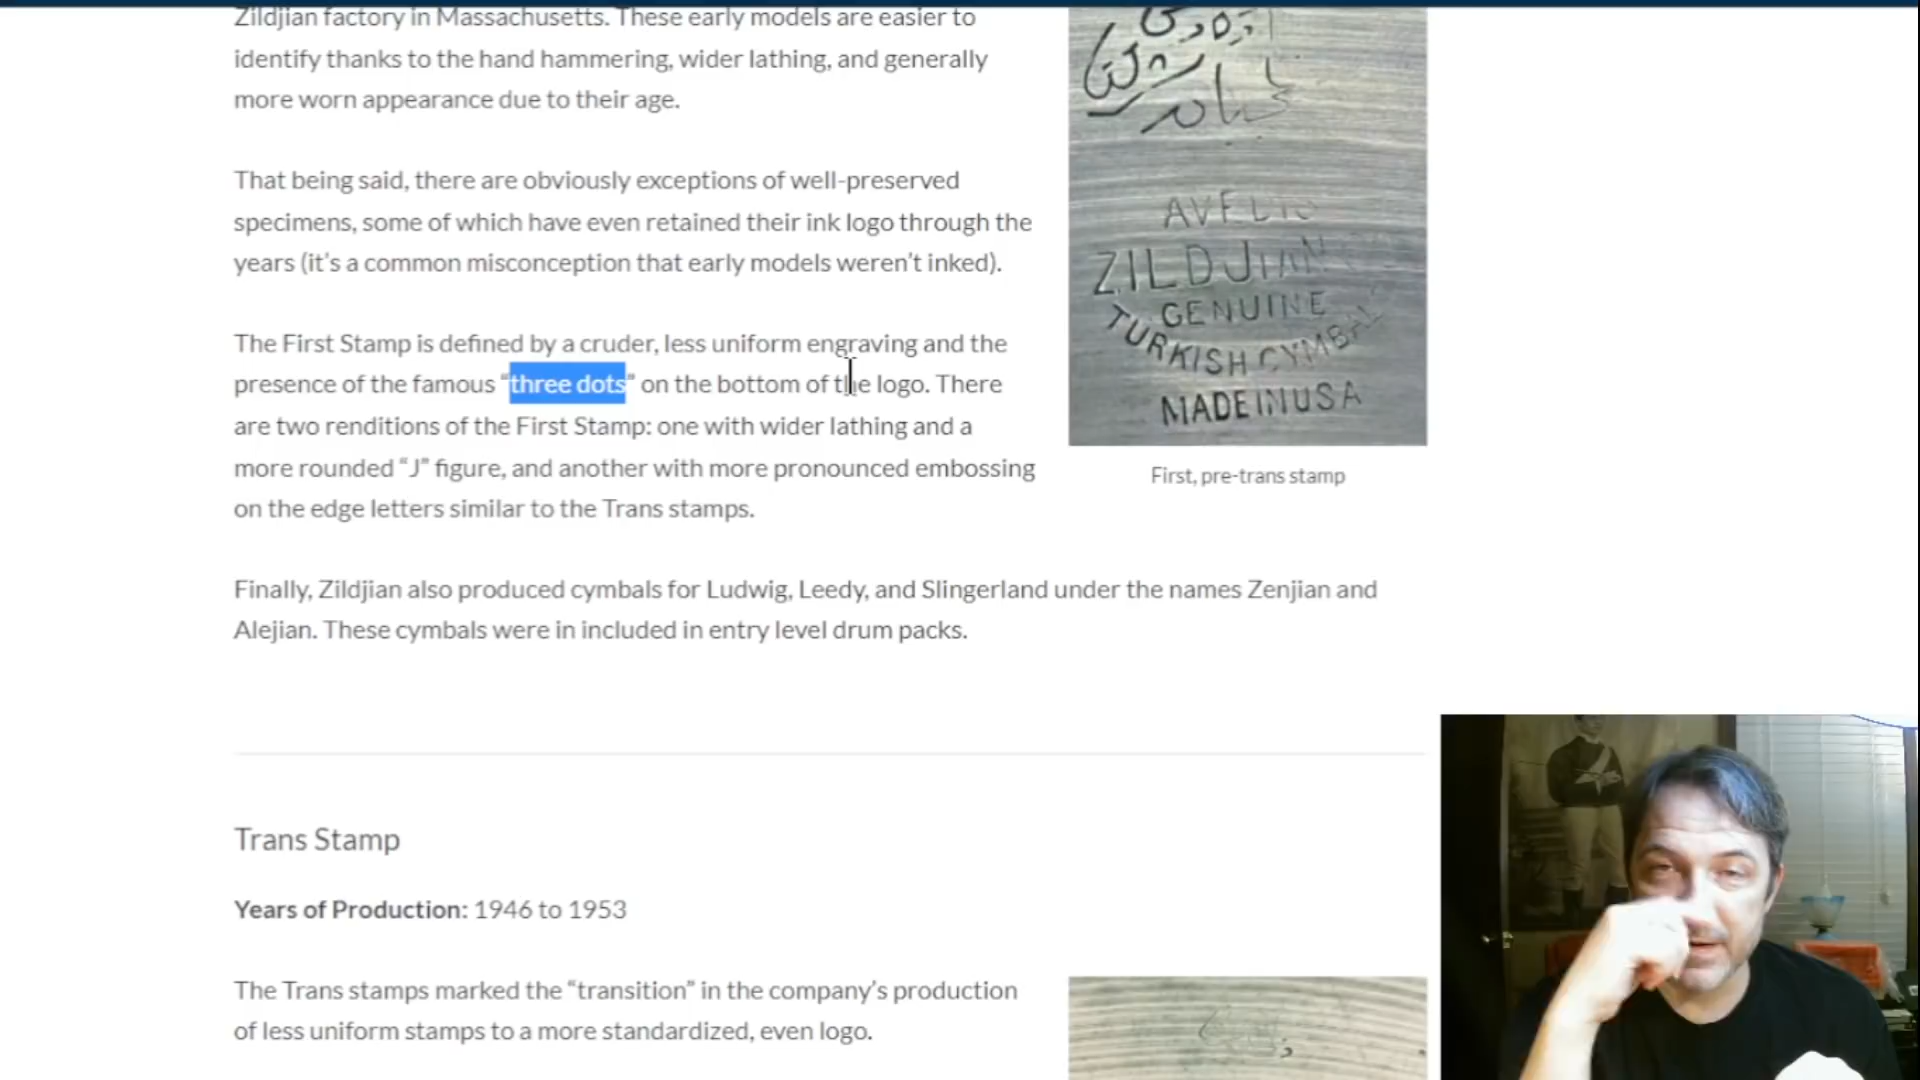 Zildjian factory in Massachusetts. These early models are easier to
identify thanks to the hand hammering, wider lathing, and generally
more worn appearance due to their age.
That being said, there are obviously exceptions of well-preserved
specimens, some of which have even retained their ink logo through the
years (it's a common misconception that early models weren't inked).
The First Stamp is defined by a cruder, less uniform engraving and the
presence of the famous “three dots” on the bottom of the logo. There
are two renditions of the First Stamp: one with wider lathing and a
more rounded “J” figure, and another with more pronounced embossing
on the edge letters similar to the Trans stamps.
AVEDIS
ZILDJIAN
GENUINE
TURKISH CYMBAL
MADE IN USA
First, pre-trans stamp
Finally, Zildjian also produced cymbals for Ludwig, Leedy, and Slingerland under the names Zenjian and
Alejian. These cymbals were in included in entry level drum packs.
Trans Stamp
Years of Production: 1946 to 1953
The Trans stamps marked the “transition” in the company's production
of less uniform stamps to a more standardized, even logo.